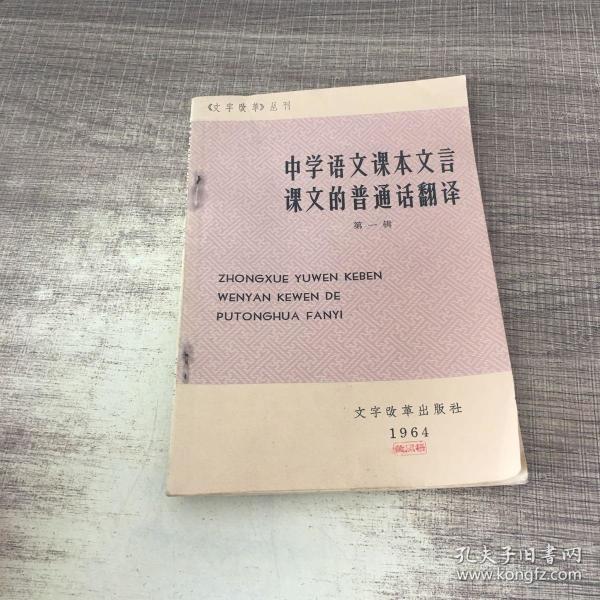 《文字改革》丛刊
中学语文课本文言
课文的普通话翻译
第一辑
ZHONGXUE YUWEN KEBEN
WENYAN KEWEN DE
PUTONGHUA FANYI
文字改革出版社
1964
孔夫子旧书网
www.kongfz.com